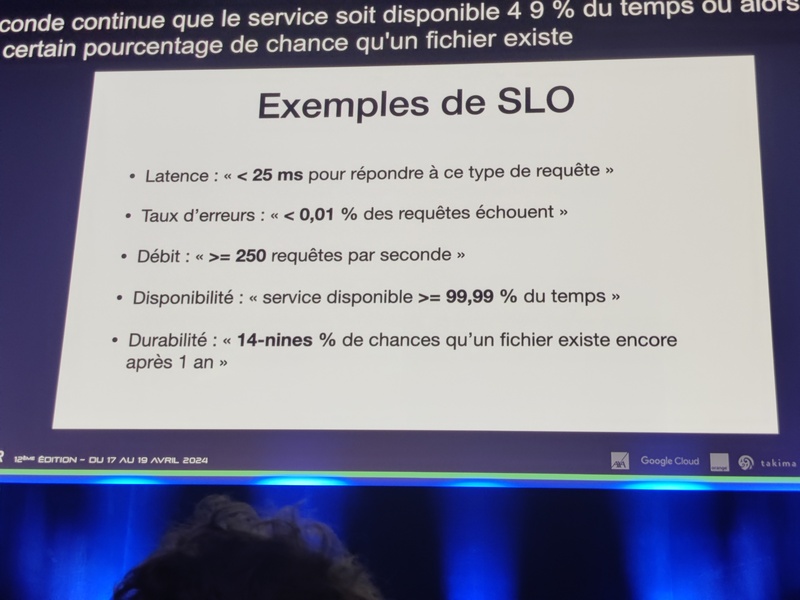 conde continue que le service soit disponible 4 9 % du temps ou alors
certain pourcentage de chance qu'un fichier existe
Exemples de SLO
• Latence : « < 25 ms pour répondre à ce type de requête »
• Taux d'erreurs : « < 0,01 % des requêtes échouent »
• Débit : « >= 250 requêtes par seconde »
• Disponibilité : « service disponible >= 99,99 % du temps »
• Durabilité : « 14-nines % de chances qu'un fichier existe encore
après 1 an »
R 12ème ÉDITION - DU 17 AU 19 AVRIL 2024
AXA Google Cloud orange takima